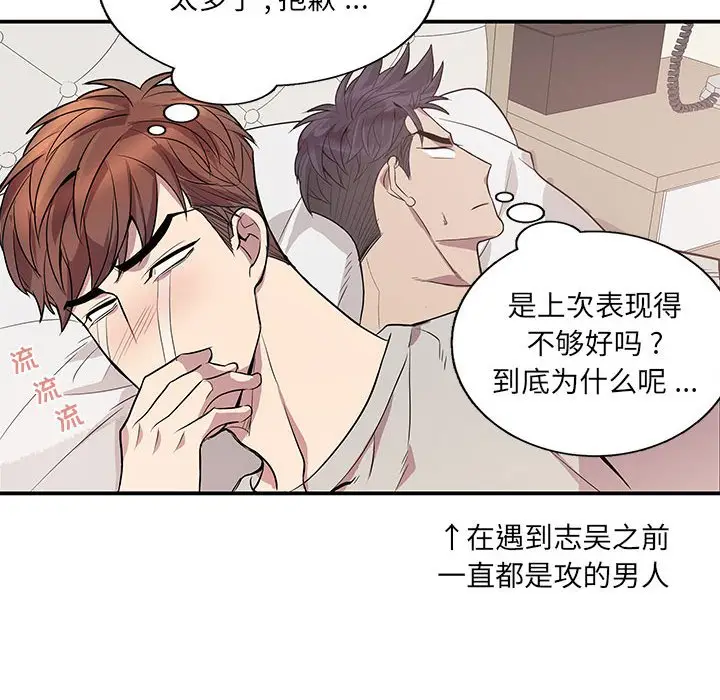 太多了，抱歉...
是上次表现得
不够好吗？
到底为什么呢...
流
流
流
↑在遇到志吴之前
一直都是攻的男人